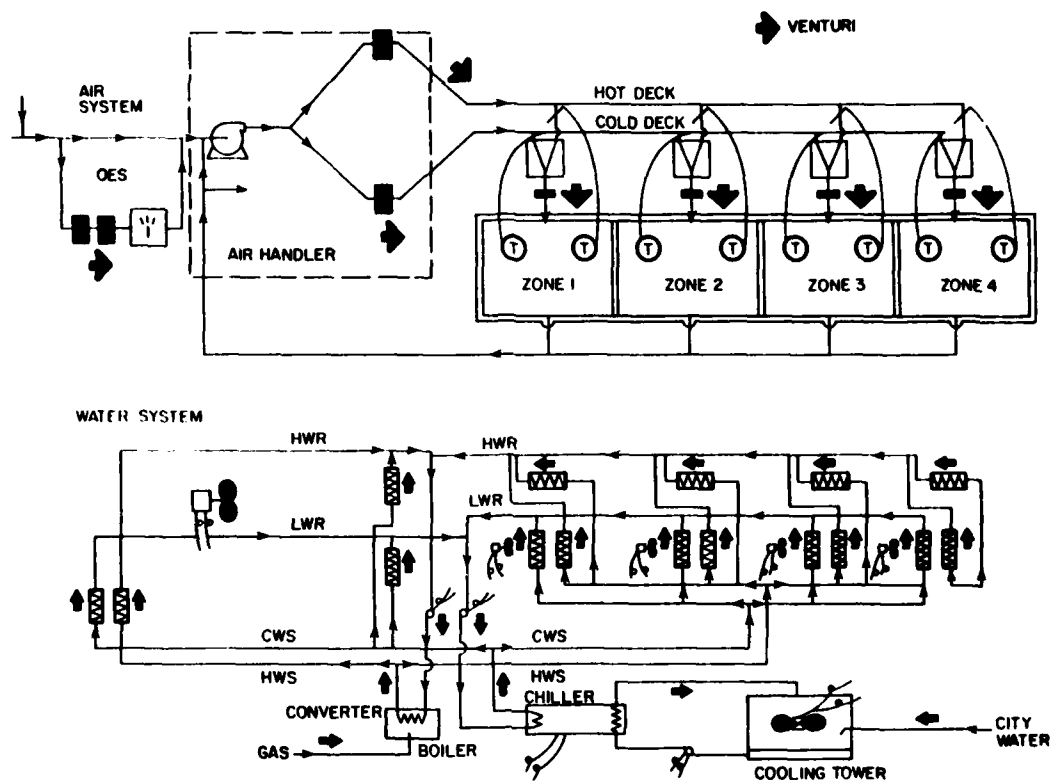 VENTURI
AIR
SYSTEM
HOT DECK
COLD DECK
OES
AIR HANDLER
T T T T T T T T
ZONE 1 ZONE 2 ZONE 3 ZONE 4
WATER SYSTEM
HWR HWR
LWR LWR
CWS CWS
HWS HWS
CONVERTER CHILLER
GAS BOILER
CITY
WATER
COOLING TOWER